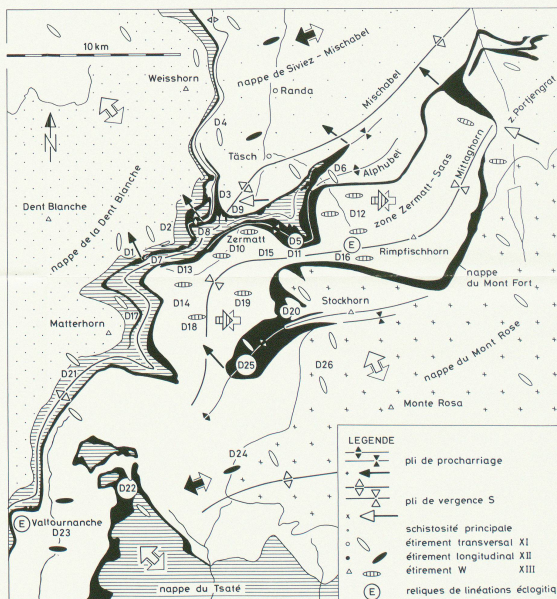 10 km
Weisshorn
nappe de Siviez - Mischabel
Randa
Mischabel
z. Portjengrat
D4
Täsch
D6
Alphubel
Mittaghorn
zone Zermatt-Saas
D3
D9
D12
Dent Blanche
nappe de la Dent Blanche
D2
D8
Zermatt
D5
E
D1
D7
D10
D15
D11
D16
Rimpfischhorn
D13
nappe
du Mont Fort
N
D14
D19
D20
Stockhorn
D17
D18
Matterhorn
nappe du Mont Rose
D21
D25
D26
Monte Rosa
D24
D22
E
Valtournanche
D23
nappe du Tsaté
LEGENDE
pli de procharriage
pli de vergence S
x
schistosité principale
étirement transversal XI
étirement longitudinal XII
étirement W XIII
E reliques de linéations éclogitiq